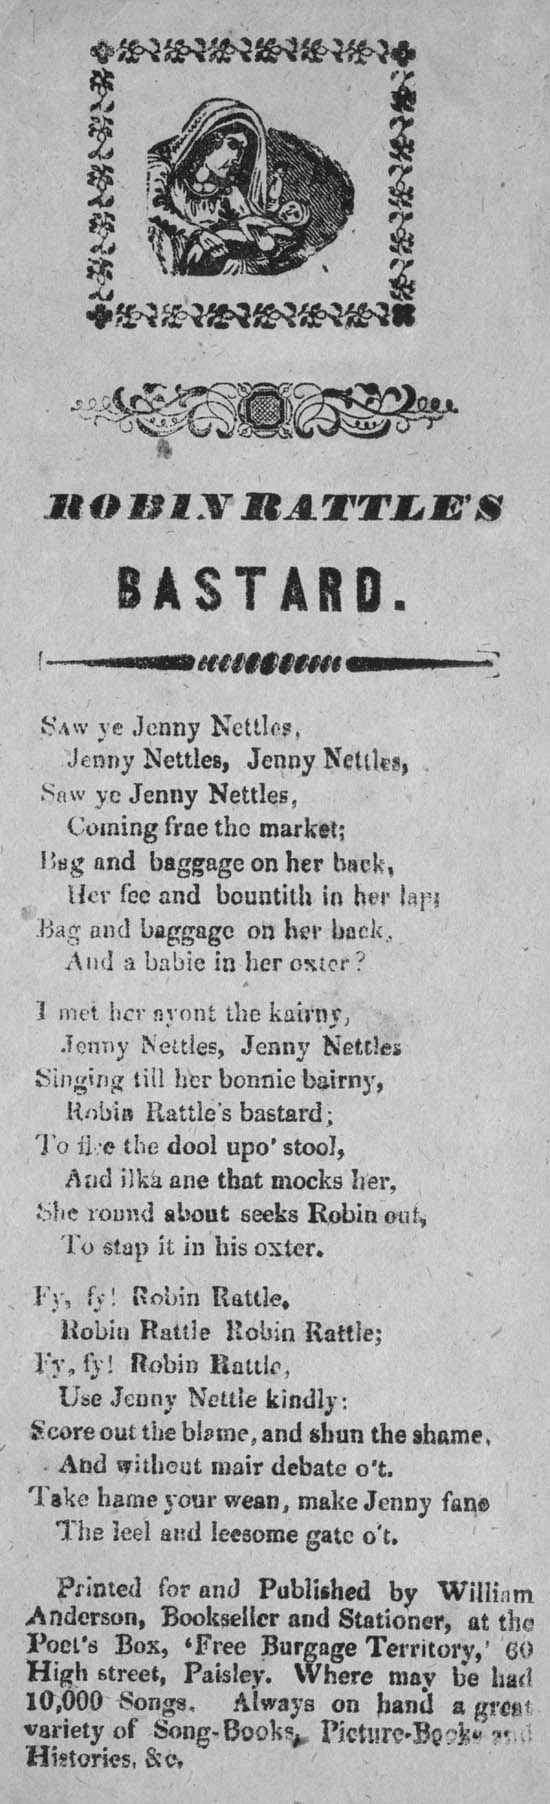 ROBIN RATTLE'S
BASTARD.
Saw ye Jenny Nettles,
Jenny Nettles, Jenny Nettles,
Saw ye Jenny Nettles,
Coming frae the market;
Bag and baggage on her back,
Her fee and bountith in her lap;
Bag and baggage on her back,
And a babie in her oxter?
I met her ayont the kairny,
Jenny Nettles, Jenny Nettles
Singing till her bonnie bairny,
Robin Rattle's bastard;
To flee the dool upo' stool,
And ilka ane that mocks her,
She round about seeks Robin out,
To stap it in his oxter.
Fy, fy! Robin Rattle,
Robin Rattle Robin Rattle;
Fy, fy! Robin Rattle,
Use Jenny Nettle kindly:
Score out the blame, and shun the shame,
And without mair debate o't.
Take hame your wean, make Jenny fane
The leel and leesome gate o't.
Printed for and Published by William
Anderson, Bookseller and Stationer, at the
Poet's Box, 'Free Burgage Territory,' 60
High street, Paisley. Where may be had
10,000 Songs. Always on hand a great
variety of Song-Books, Picture-Books and
Histories, &c.